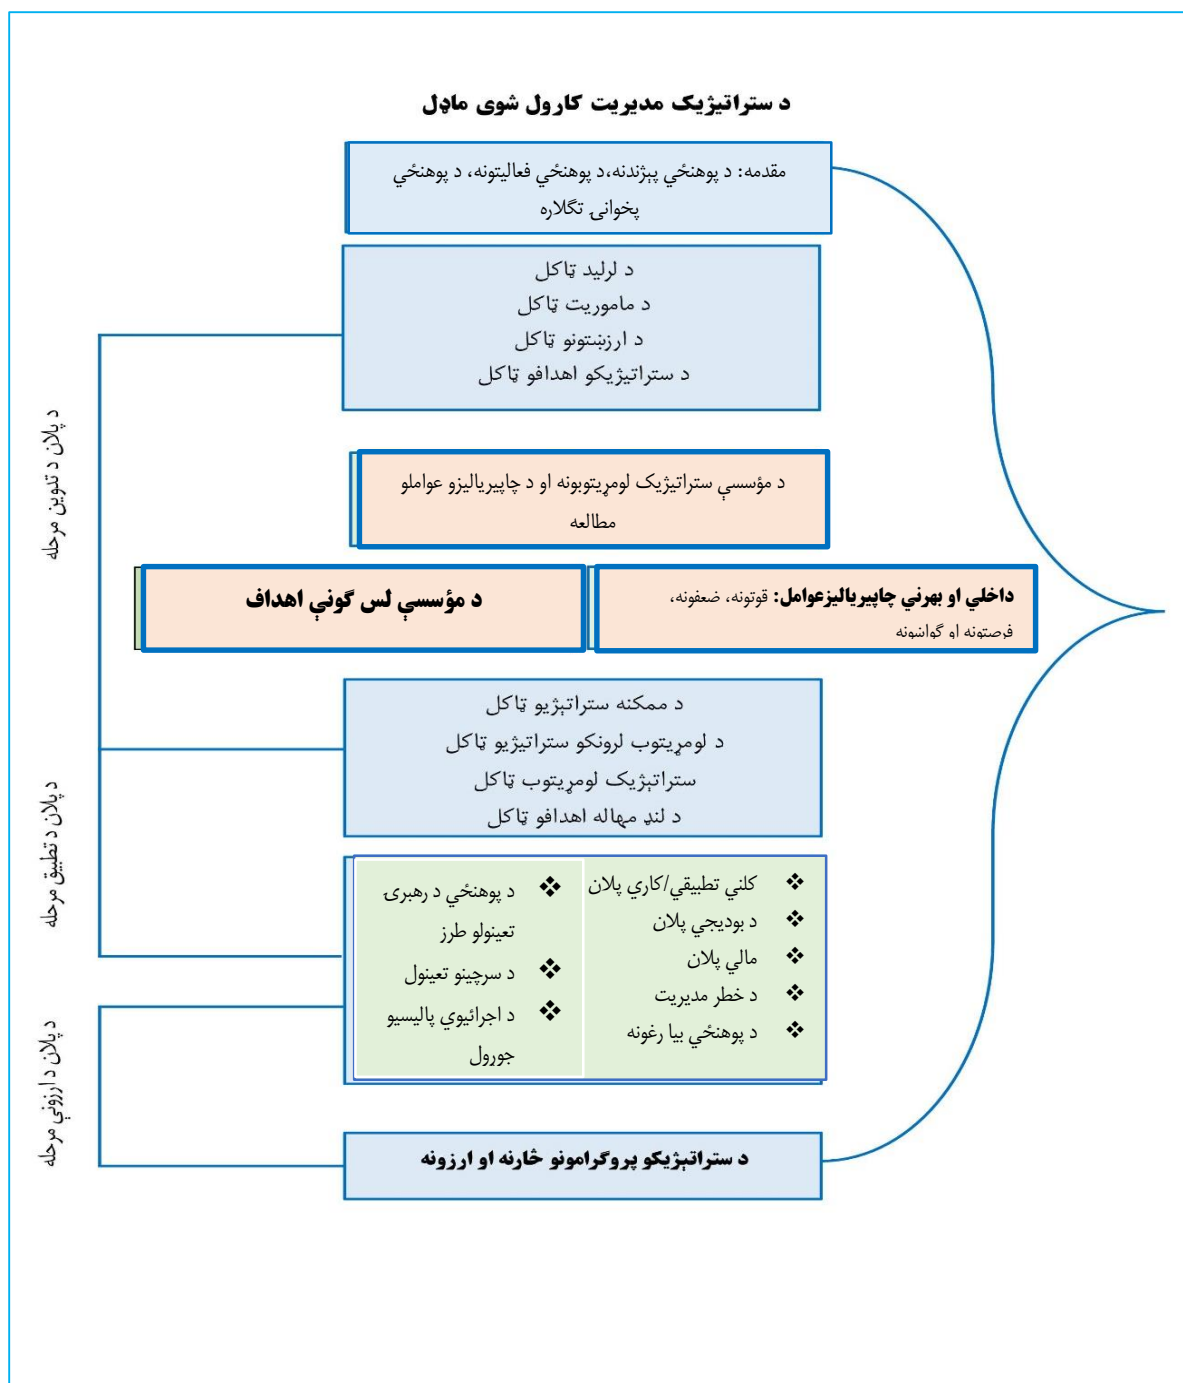 د ستراتیژیک مدیریت کارول شوی ماډل
مقدمه: د پوهنځي پېژندنه،د پوهنځي فعالیتونه، د پوهنځي
پخوانۍ تګلاره
د لرلید ټاکل
د ماموریت ټاکل
د ارزښتونو ټاکل
د ستراتیژیکو اهدافو ټاکل
د مؤسسې ستراتیژیک لومړیتوبونه او د چاپیریالیزو عواملو
مطالعه
داخلي او بهرني چاپیریالیزعوامل: قوتونه، ضعفونه،
فرصتونه او ګواښونه
د مؤسسې لس ګونې اهداف
د ممکنه ستراتېژیو ټاکل
د لومړیتوب لرونکو ستراتیژیو ټاکل
ستراتېژیک لومړیتوب ټاکل
د لنډ مهاله اهدافو ټاکل
❖ کلني تطبیقي/کاري پلان
❖ د بودیجي پلان
❖ مالي پلان
❖ د خطر مدیریت
❖ د پوهنځي بیا رغونه
❖ د پوهنځي د رهبرۍ
تعینولو طرز
❖ د سرچینو تعینول
❖ د اجرائیوي پالیسیو
جوړول
د ستراتېژیکو پروګرامونو څارنه او ارزونه
د پلان د تدوین مرحله
د پلان د تطبیق مرحله
د پلان د ارزونې مرحله